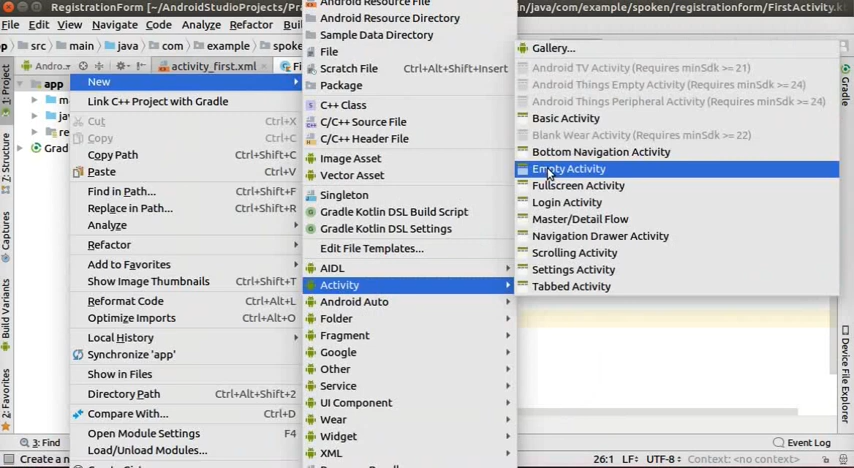 RegistrationForm [~/AndroidStudioProjects/Pr
n/java/com/example/spoken/registrationform/FirstActivity.k
File Edit View Navigate Code Analyze Refactor Bui
src main java com example spoke
Andro... activity_first.xml Fi
1: Project
app
Grad
Z: Structure
Captures
Build Variants
2: Favorites
New
Link C++ Project with Gradle
Cut Ctrl+X
Copy Ctrl+C
Copy Path Ctrl+Shift+C
Paste Ctrl+V
Find in Path... Ctrl+Shift+F
Replace in Path... Ctrl+Shift+R
Analyze
Refactor
Add to Favorites
Show Image Thumbnails Ctrl+Shift+T
Reformat Code Ctrl+Alt+L
Optimize Imports Ctrl+Alt+O
Local History
Synchronize 'app'
Show in Files
Directory Path Ctrl+Alt+Shift+2
Compare With... Ctrl+D
Open Module Settings F4
Load/Unload Modules...
Android Resource File
Android Resource Directory
Sample Data Directory
File
Scratch File Ctrl+Alt+Shift+Insert
Package
C++ Class
C/C++ Source File
C/C++ Header File
Image Asset
Vector Asset
Singleton
Gradle Kotlin DSL Build Script
Gradle Kotlin DSL Settings
Edit File Templates...
AIDL
Activity
Android Auto
Folder
Fragment
Google
Other
Service
UI Component
Wear
Widget
XML
Gallery...
Android TV Activity (Requires minSdk >= 21)
Android Things Empty Activity (Requires minSdk >= 24)
Android Things Peripheral Activity (Requires minSdk >= 24)
Basic Activity
Blank Wear Activity (Requires minSdk >= 22)
Bottom Navigation Activity
Empty Activity
Fullscreen Activity
Login Activity
Master/Detail Flow
Navigation Drawer Activity
Scrolling Activity
Settings Activity
Tabbed Activity
Gradle
Device File Explorer
3: Find
Event Log
Create a n
26:1 LF÷ UTF-8÷ Context: <no context>